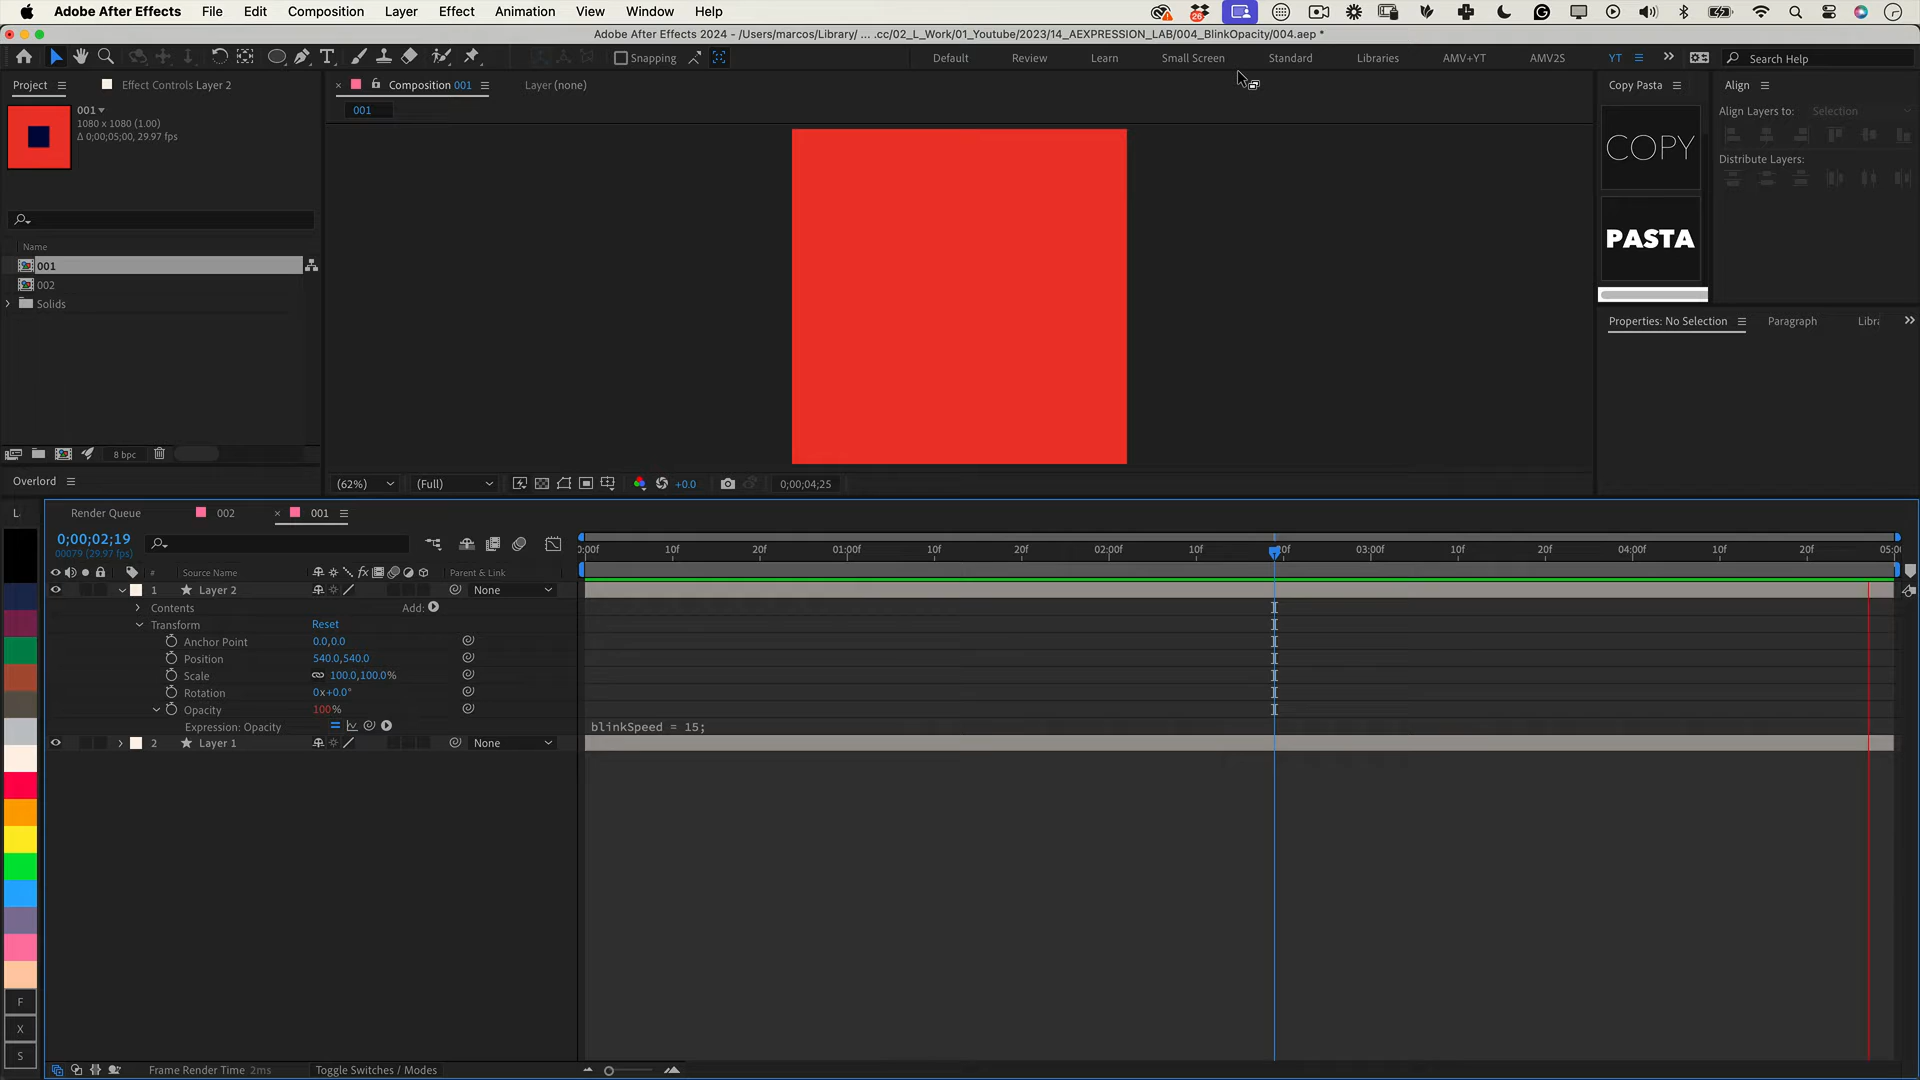 Adobe After Effects File Edit Composition Layer Effect Animation View Window Help
26
Adobe After Effects 2024 - /Users/marcos/Library/ ... .cc/02_L_Work/01_Youtube/2023/14_AEXPRESSION_LAB/004_BlinkOpacity/004.aep *
Snapping Default Review Learn Small Screen Standard Libraries AMV+YT AMV2S YT Search Help
Project Effect Controls Layer 2
Composition 001 Layer (none)
Copy Pasta Align
001
1080 x 1080 (1.00)
Δ 0;00;05;00, 29.97 fps
001
Align Layers to: Selection
Distribute Layers:
COPY
PASTA
Name
001
002
Solids
Properties: No Selection Paragraph Libra
8 bpc
Overlord
(62%) (Full) +0.0 0;00;04;25
L
Render Queue 002 001
0;00;02;19
00079 (29.97 fps)
0:00f 10f 20f 01:00f 10f 20f 02:00f 10f 20f 03:00f 10f 20f 04:00f 10f 20f 05:0
# Source Name fx Parent & Link
1 Layer 2 None
Contents Add:
Transform Reset
Anchor Point 0.0,0.0
Position 540.0,540.0
Scale 100.0,100.0%
Rotation 0x+0.0°
Opacity 100%
Expression: Opacity blinkSpeed = 15;
2 Layer 1 None
F
X
S
Frame Render Time 2ms Toggle Switches / Modes